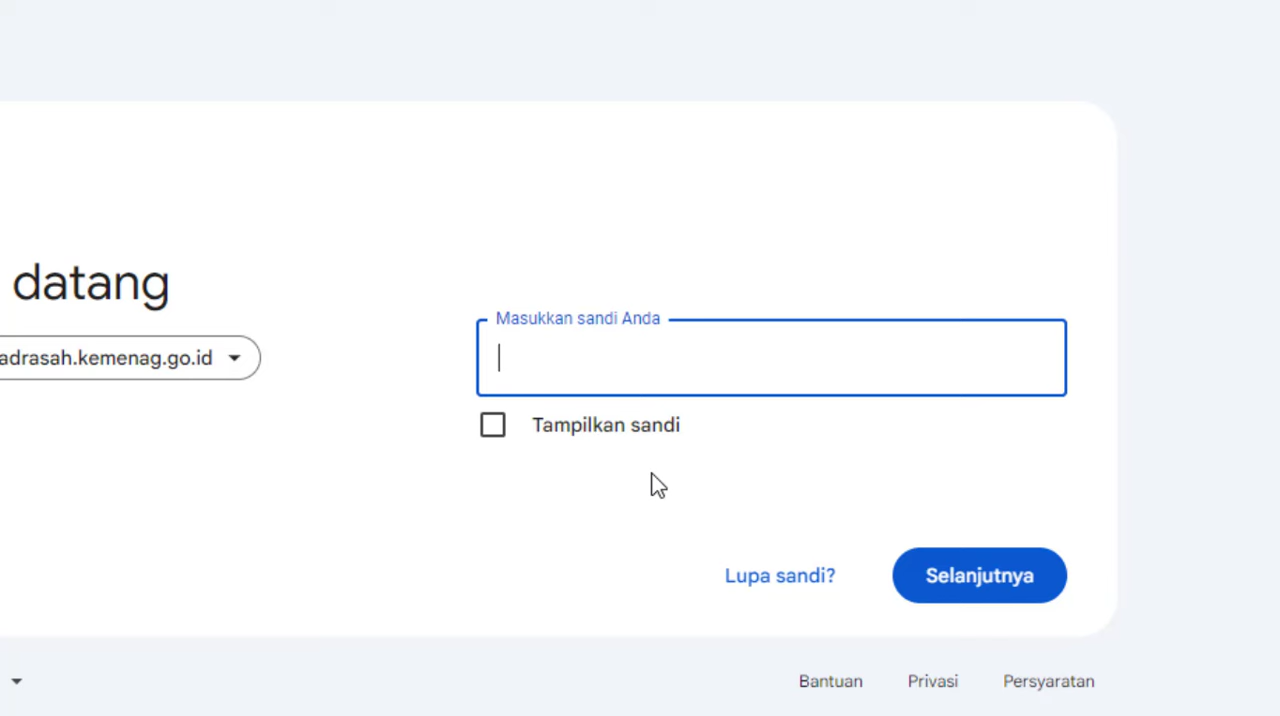 datang
Masukkan sandi Anda
adrasah.kemenag.go.id
Tampilkan sandi
Lupa sandi?
Selanjutnya
Bantuan
Privasi
Persyaratan